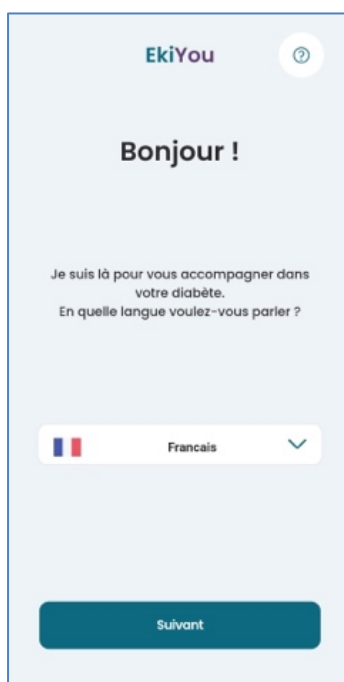 EkiYou
Bonjour !
Je suis là pour vous accompagner dans
votre diabète.
En quelle langue voulez-vous parler ?
Francais
Suivant